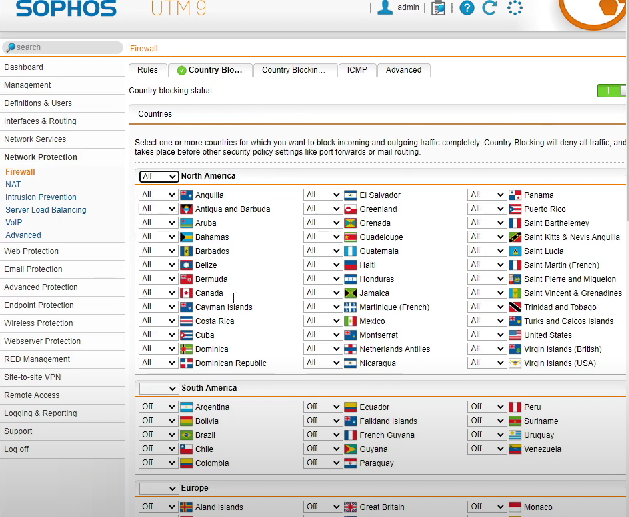 SOPHOS UTM 9 admin
search
Firewall
Dashboard
Management
Definitions & Users
Interfaces & Routing
Network Services
Network Protection
Firewall
NAT
Intrusion Prevention
Server Load Balancing
VoIP
Advanced
Web Protection
Email Protection
Advanced Protection
Endpoint Protection
Wireless Protection
Webserver Protection
RED Management
Site-to-site VPN
Remote Access
Logging & Reporting
Support
Log off
Rules Country Blo... Country Blockin... ICMP Advanced
Country blocking status
Countries
Select one or more countries for which you want to block incoming and outgoing traffic completely. Country Blocking will deny all traffic, and
takes place before other security policy settings like port forwards or mail routing.
All North America
All Anguilla All El Salvador All Panama
All Antigua and Barbuda All Greenland All Puerto Rico
All Aruba All Grenada All Saint Barthelemey
All Bahamas All Guadeloupe All Saint Kitts & Nevis Anguilla
All Barbados All Guatemala All Saint Lucia
All Belize All Haiti All Saint Martin (French)
All Bermuda All Honduras All Saint Pierre and Miquelon
All Canada All Jamaica All Saint Vincent & Grenadines
All Cayman Islands All Martinique (French) All Trinidad and Tobago
All Costa Rica All Mexico All Turks and Caicos Islands
All Cuba All Montserrat All United States
All Dominica All Netherlands Antilles All Virgin Islands (British)
All Dominican Republic All Nicaragua All Virgin Islands (USA)
South America
Off Argentina Off Ecuador Off Peru
Off Bolivia Off Falkland Islands Off Suriname
Off Brazil Off French Guyana Off Uruguay
Off Chile Off Guyana Off Venezuela
Off Colombia Off Paraguay
Europe
Off Aland Islands Off Great Britain Off Monaco